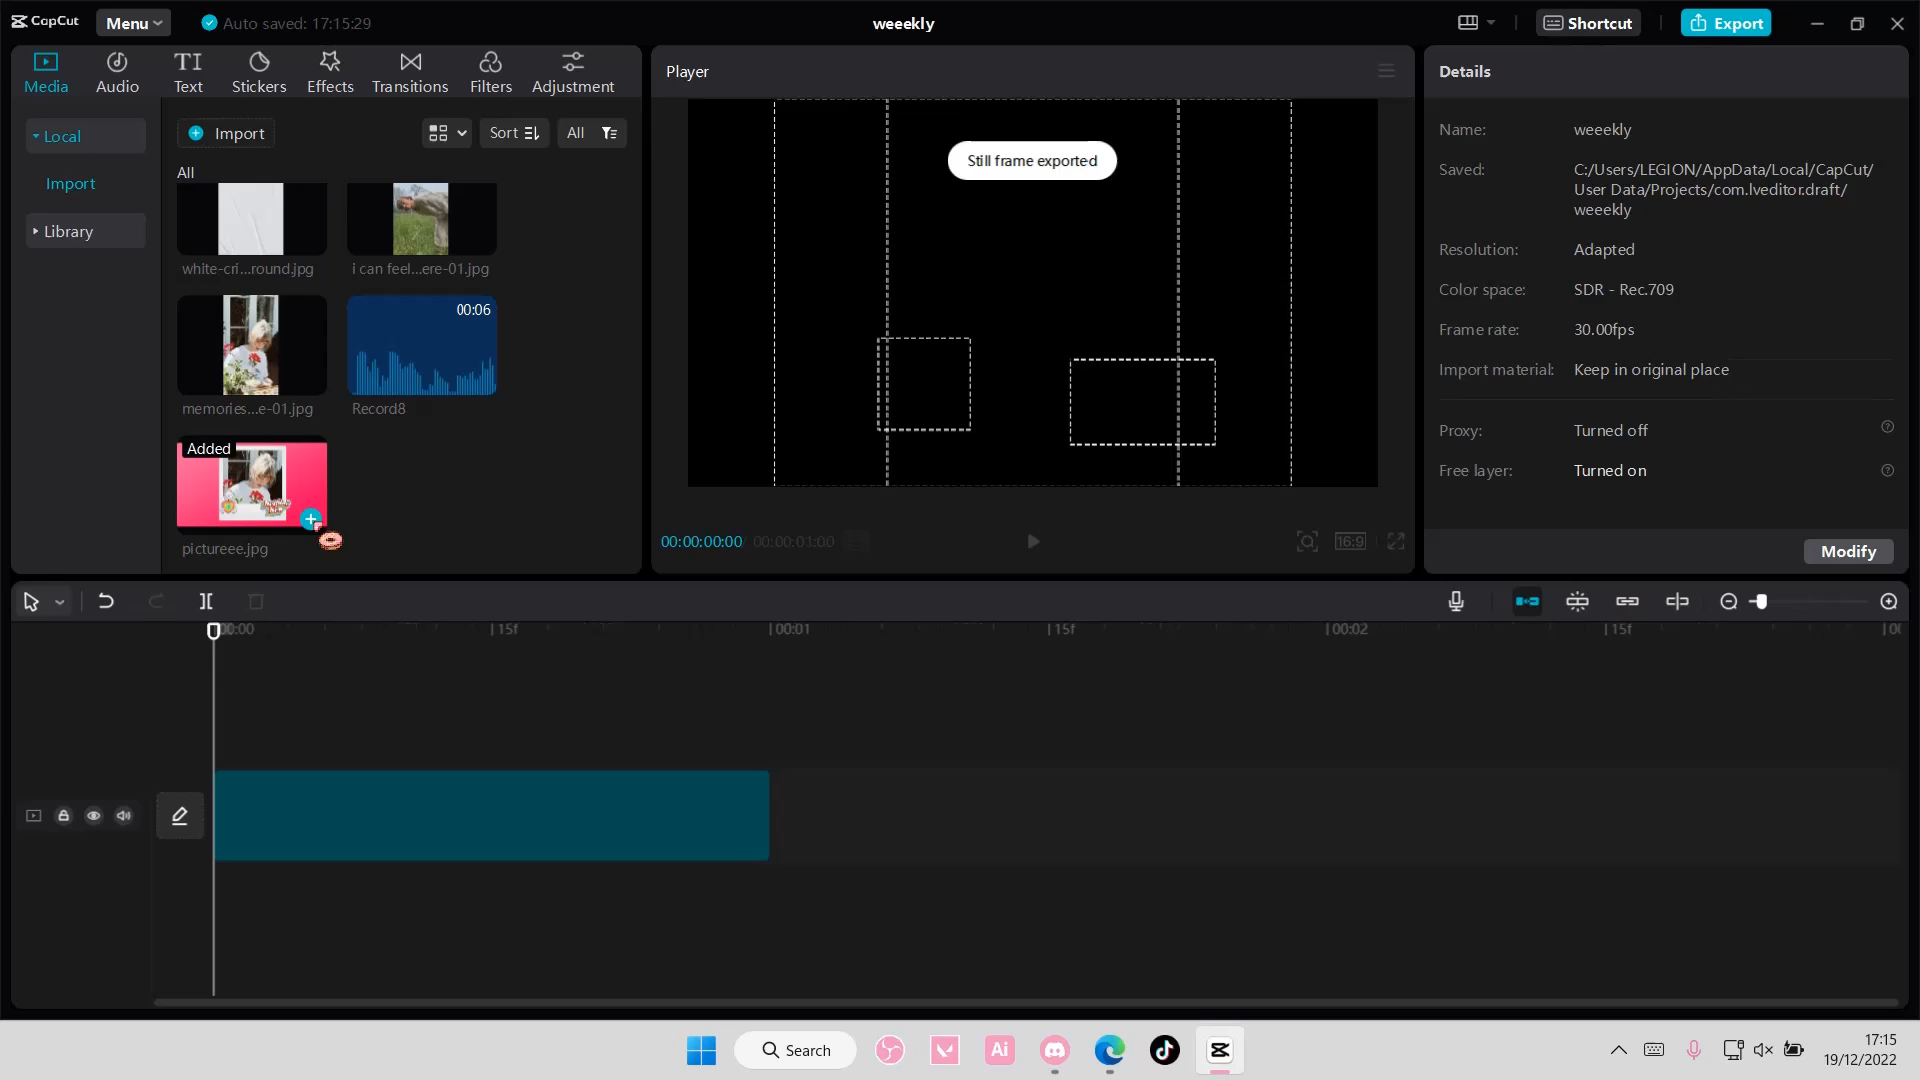 CapCut
Menu
Auto saved: 17:15:29
weeekly
Shortcut
Export
Media
Audio
Text
Stickers
Effects
Transitions
Filters
Adjustment
Local
Import
Library
Import
Sort
All
All
white-cri...round.jpg
i can feel...ere-01.jpg
memories...e-01.jpg
00:06
Record8
Added
pictureee.jpg
Player
Still frame exported
00:00:00:00
00:00:01:00
16:9
Details
Name:
weeekly
Saved:
C:/Users/LEGION/AppData/Local/CapCut/
User Data/Projects/com.lveditor.draft/
weeekly
Resolution:
Adapted
Color space:
SDR - Rec.709
Frame rate:
30.00fps
Import material:
Keep in original place
Proxy:
Turned off
Free layer:
Turned on
Modify
00:00
15f
00:01
15f
00:02
15f
Search
Ai
17:15
19/12/2022